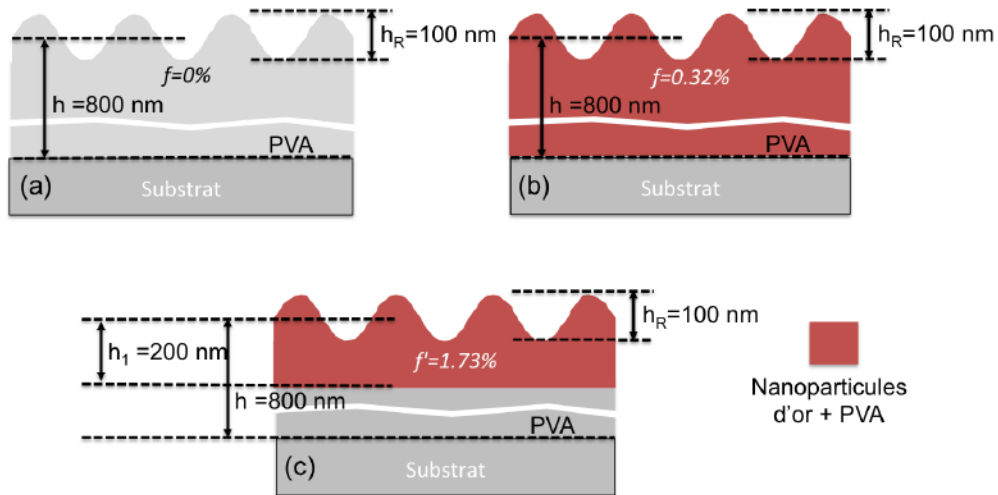 h_R=100 nm
f=0%
h =800 nm
PVA
(a)
Substrat
h_R=100 nm
f=0.32%
h =800 nm
PVA
(b)
Substrat
h_R=100 nm
h₁ =200 nm
f'=1.73%
h=800 nm
PVA
(c)
Substrat
Nanoparticules
d'or + PVA